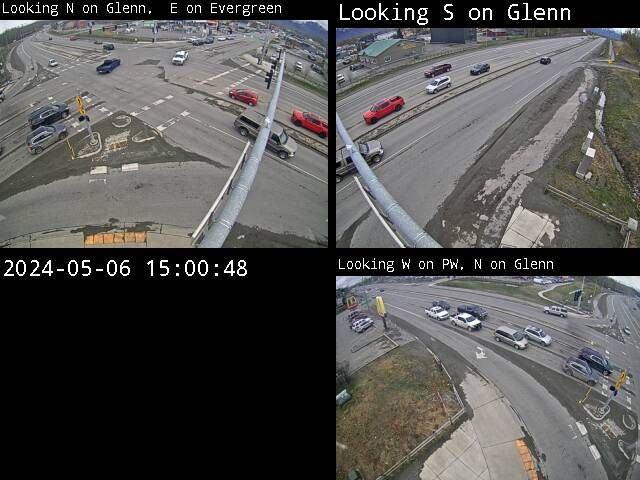 Looking N on Glenn, E on Evergreen
Looking S on Glenn
2024-05-06 15:00:48
Looking W on PW, N on Glenn